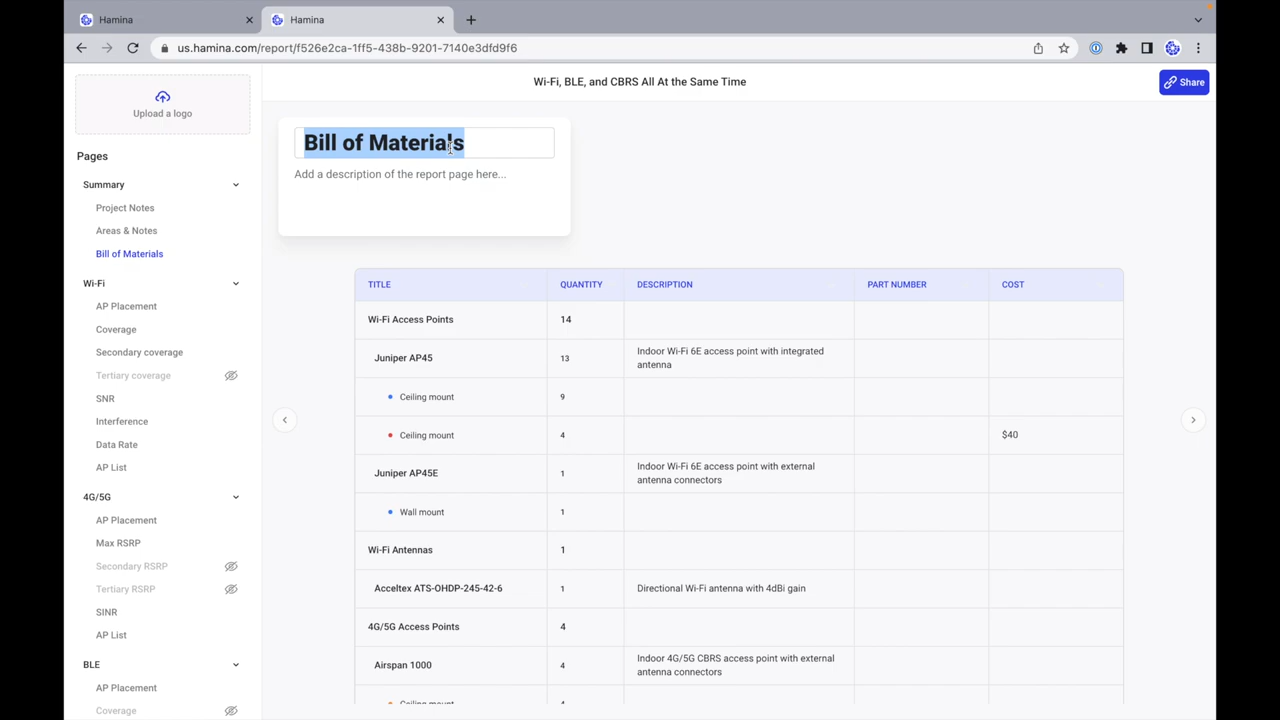 Hamina
Hamina
us.hamina.com/report/f526e2ca-1ff5-438b-9201-7140e3dfd9f6
Upload a logo
Wi-Fi, BLE, and CBRS All At the Same Time
Share
Pages
Summary
Project Notes
Areas & Notes
Bill of Materials
Wi-Fi
AP Placement
Coverage
Secondary coverage
Tertiary coverage
SNR
Interference
Data Rate
AP List
4G/5G
AP Placement
Max RSRP
Secondary RSRP
Tertiary RSRP
SINR
AP List
BLE
AP Placement
Coverage
Bill of Materials
Add a description of the report page here...
TITLE QUANTITY DESCRIPTION PART NUMBER COST
Wi-Fi Access Points 14
Juniper AP45 13 Indoor Wi-Fi 6E access point with integrated
antenna
Ceiling mount 9
Ceiling mount 4 $40
Juniper AP45E 1 Indoor Wi-Fi 6E access point with external
antenna connectors
Wall mount 1
Wi-Fi Antennas 1
Acceltex ATS-OHDP-245-42-6 1 Directional Wi-Fi antenna with 4dBi gain
4G/5G Access Points 4
Airspan 1000 4 Indoor 4G/5G CBRS access point with external
antenna connectors
Ceiling mount 4